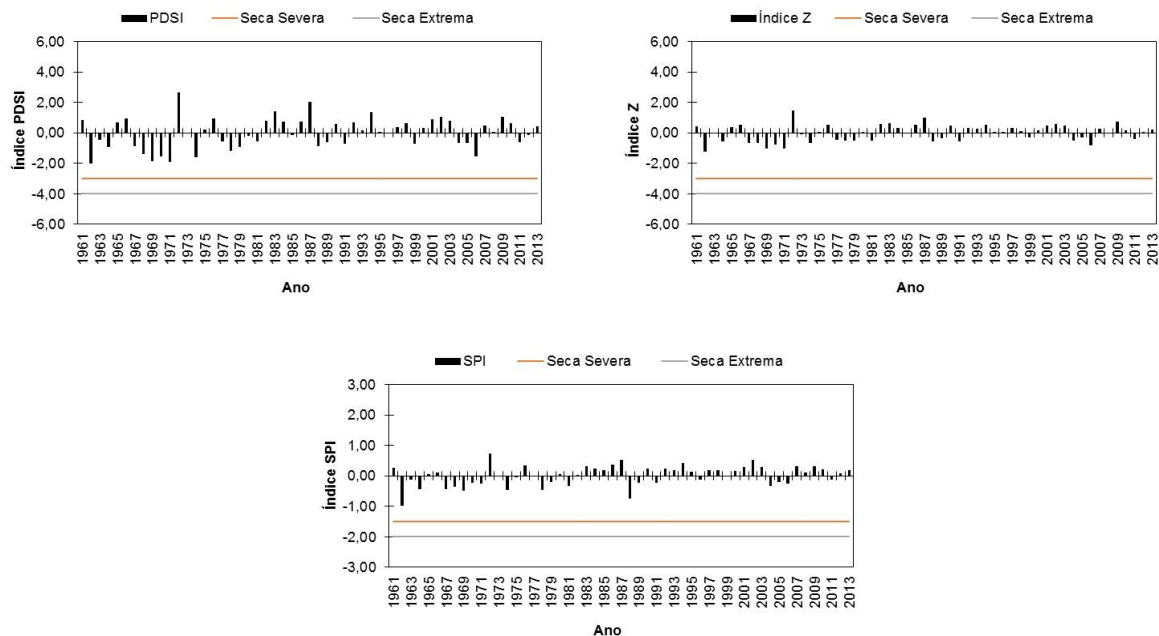 PDSI Seca Severa Seca Extrema
6,00
4,00
2,00
0,00
-2,00
-4,00
-6,00
Índice PDSI
1961 1963 1965 1967 1969 1971 1973 1975 1977 1979 1981 1983 1985 1987 1989 1991 1993 1995 1997 1999 2001 2003 2005 2007 2009 2011 2013
Ano
Índice Z Seca Severa Seca Extrema
6,00
4,00
2,00
0,00
-2,00
-4,00
-6,00
Índice Z
1961 1963 1965 1967 1969 1971 1973 1975 1977 1979 1981 1983 1985 1987 1989 1991 1993 1995 1997 1999 2001 2003 2005 2007 2009 2011 2013
Ano
SPI Seca Severa Seca Extrema
3,00
2,00
1,00
0,00
-1,00
-2,00
-3,00
Índice SPI
1961 1963 1965 1967 1969 1971 1973 1975 1977 1979 1981 1983 1985 1987 1989 1991 1993 1995 1997 1999 2001 2003 2005 2007 2009 2011 2013
Ano